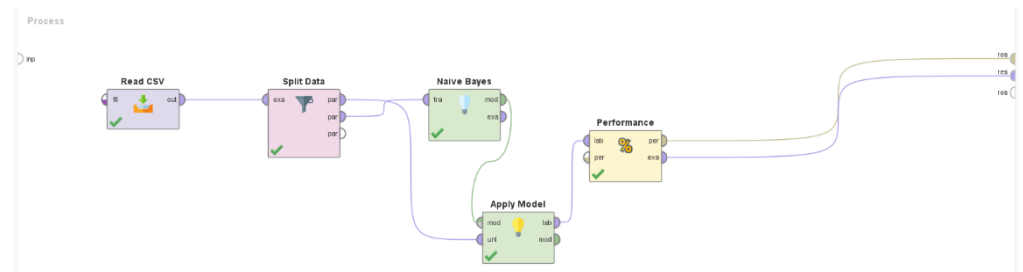 Process
inp
res
res
res
Read CSV
fil
out
Split Data
exa
par
par
par
Naive Bayes
tra
mod
exa
Performance
lab
per
%
per
exa
Apply Model
mod
lab
unl
mod